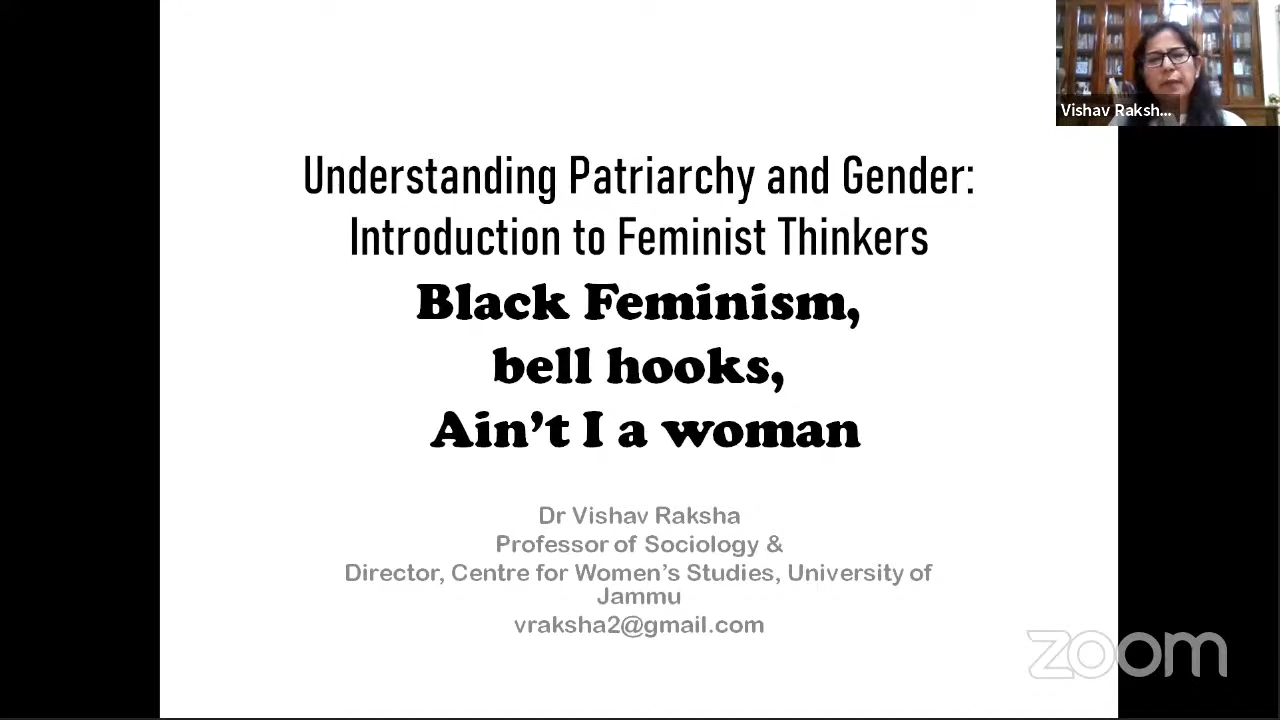 Vishav Raksh...
Understanding Patriarchy and Gender:
Introduction to Feminist Thinkers
Black Feminism,
bell hooks,
Ain't I a woman
Dr Vishav Raksha
Professor of Sociology &
Director, Centre for Women's Studies, University of
Jammu
vraksha2@gmail.com
zoom